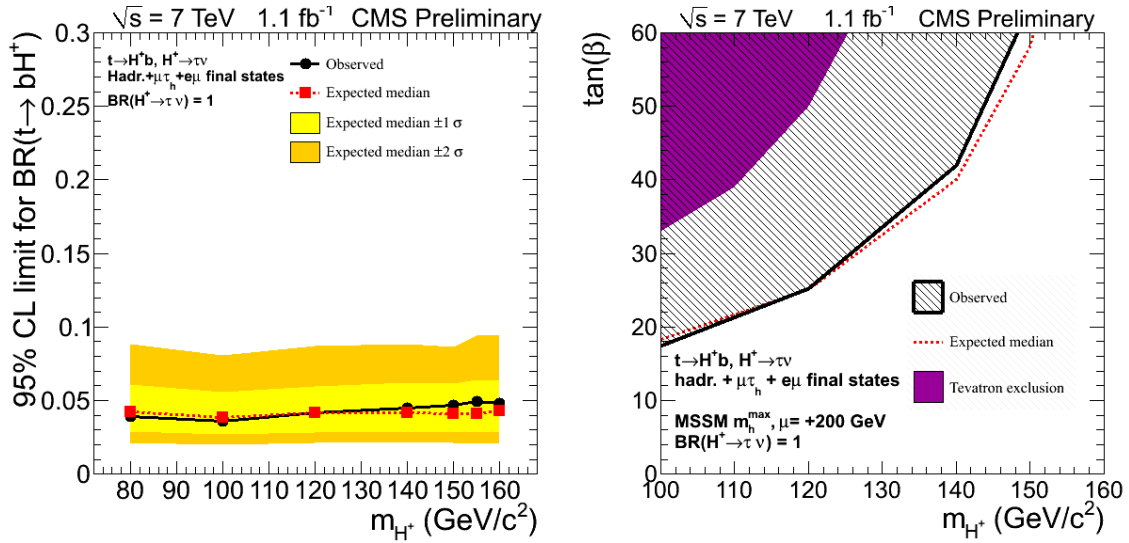 √s = 7 TeV 1.1 fb⁻¹ CMS Preliminary
95% CL limit for BR(t→ bH⁺)
0.3
0.25
0.2
0.15
0.1
0.05
0
t→H⁺b, H⁺→τν
Hadr.+μτₕ+eμ final states
BR(H⁺→τ ν) = 1
Observed
Expected median
Expected median ±1 σ
Expected median ±2 σ
80 90 100 110 120 130 140 150 160
m_H⁺ (GeV/c²)
√s = 7 TeV 1.1 fb⁻¹ CMS Preliminary
tan(β)
60
50
40
30
20
10
0
Observed
Expected median
Tevatron exclusion
t→H⁺b, H⁺→τν
hadr. + μτₕ + eμ final states
MSSM m_h^max, μ= +200 GeV
BR(H⁺→τ ν) = 1
100 110 120 130 140 150 160
m_H⁺ (GeV/c²)